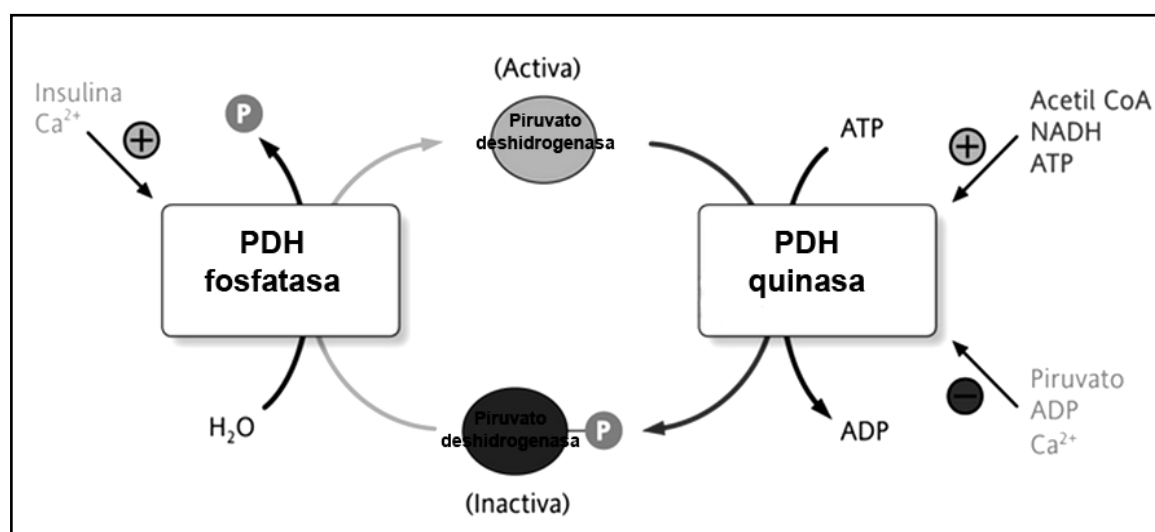 (Activa)
Insulina
Ca²⁺
+
P
Piruvato
deshidrogenasa
ATP
+
Acetil CoA
NADH
ATP
PDH
fosfatasa
PDH
quinasa
H₂O
Piruvato
deshidrogenasa
P
(Inactiva)
ADP
−
Piruvato
ADP
Ca²⁺